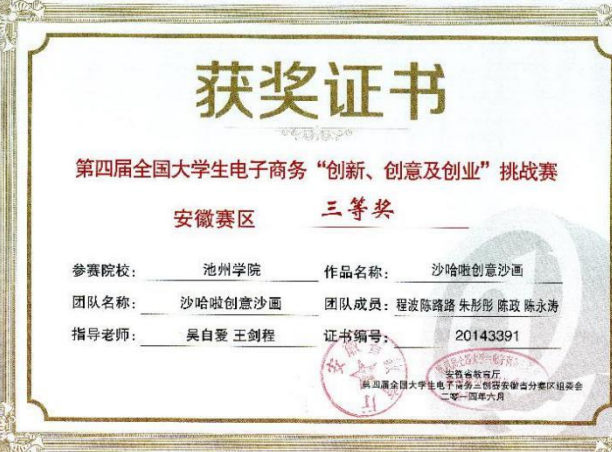 获奖证书
第四届全国大学生电子商务“创新、创意及创业”挑战赛
安徽赛区 三等奖
参赛院校： 池州学院 作品名称： 沙哈啦创意沙画
团队名称： 沙哈啦创意沙画 团队成员：程波陈路路 朱彤彤 陈政 陈永涛
指导老师： 吴自爱 王剑程 证书编号： 20143391
安徽省教育厅
第四届全国大学生电子商务三创赛安徽省分赛区组委会
二零一四年六月